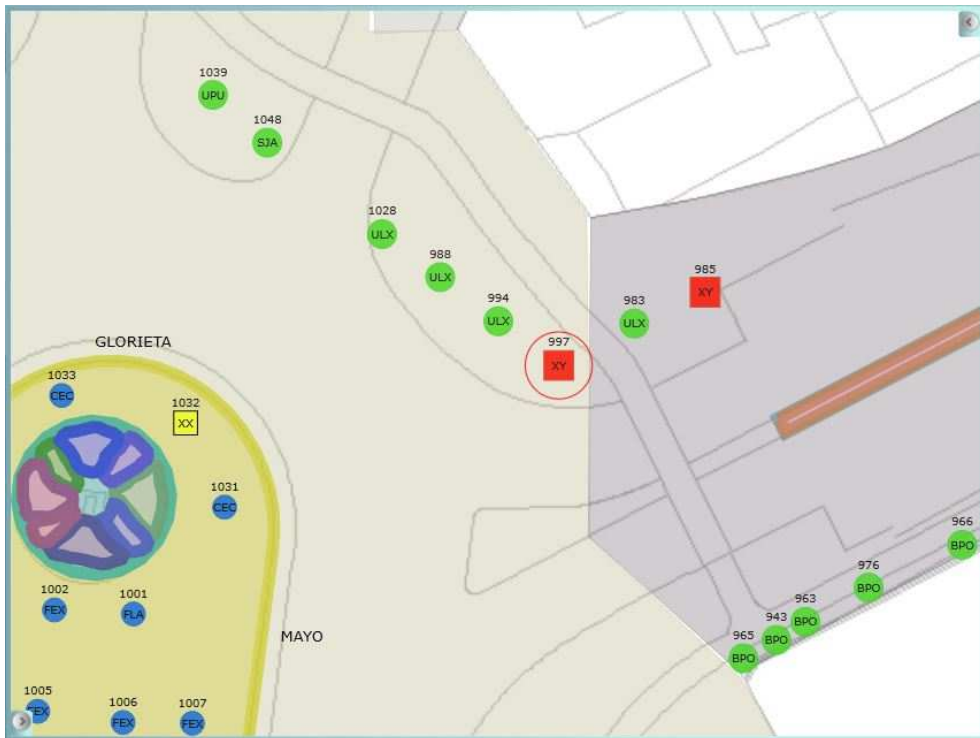 1039
UPU
1048
SJA
1028
ULX
988
ULX
994
ULX
997
XY
983
ULX
985
XY
GLORIETA
1033
CEC
1032
XX
1031
CEC
1002
FEX
1001
FLA
MAYO
966
BPO
976
BPO
963
BPO
943
BPO
965
BPO
1005
FEX
1006
FEX
1007
FEX